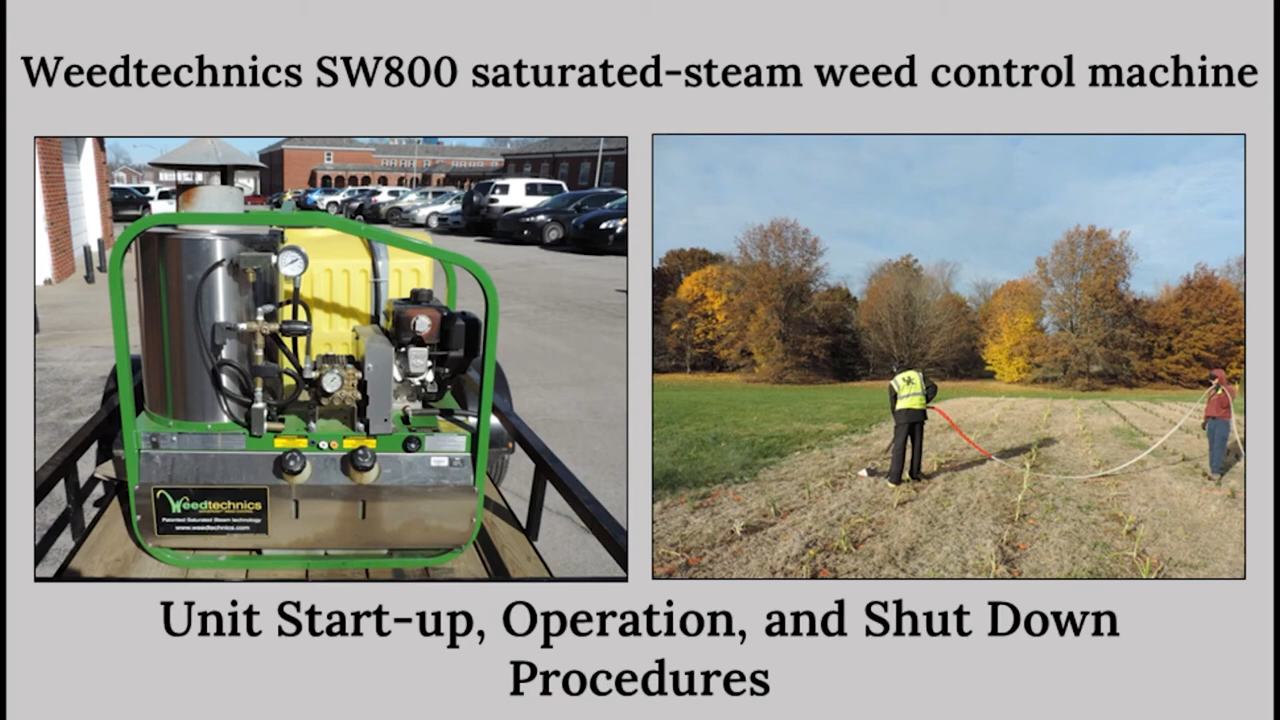 Weedtechnics SW800 saturated-steam weed control machine
Weedtechnics
Patented Saturated Steam technology
www.weedtechnics.com
Unit Start-up, Operation, and Shut Down
Procedures